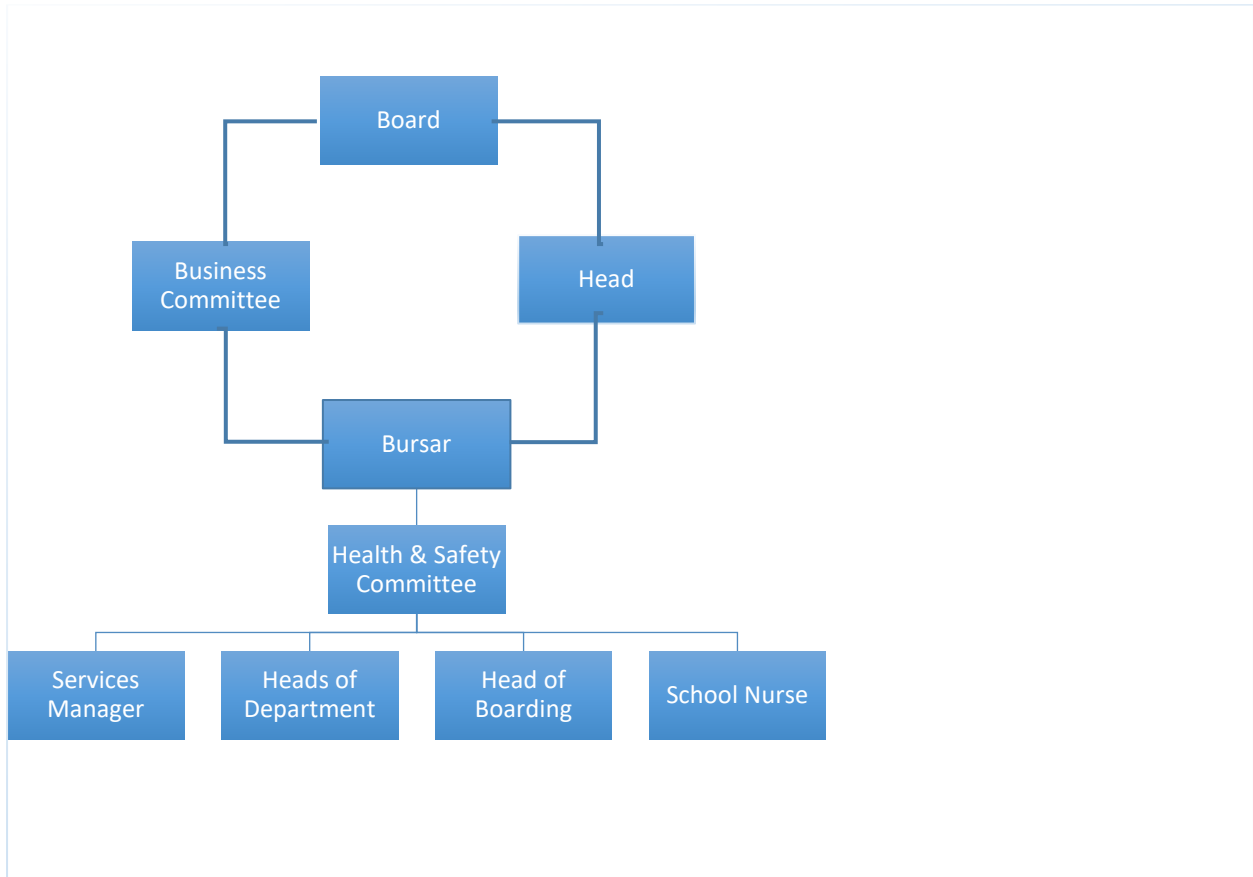 Board
Business
Committee
Head
Bursar
Health & Safety
Committee
Services
Manager
Heads of
Department
Head of
Boarding
School Nurse